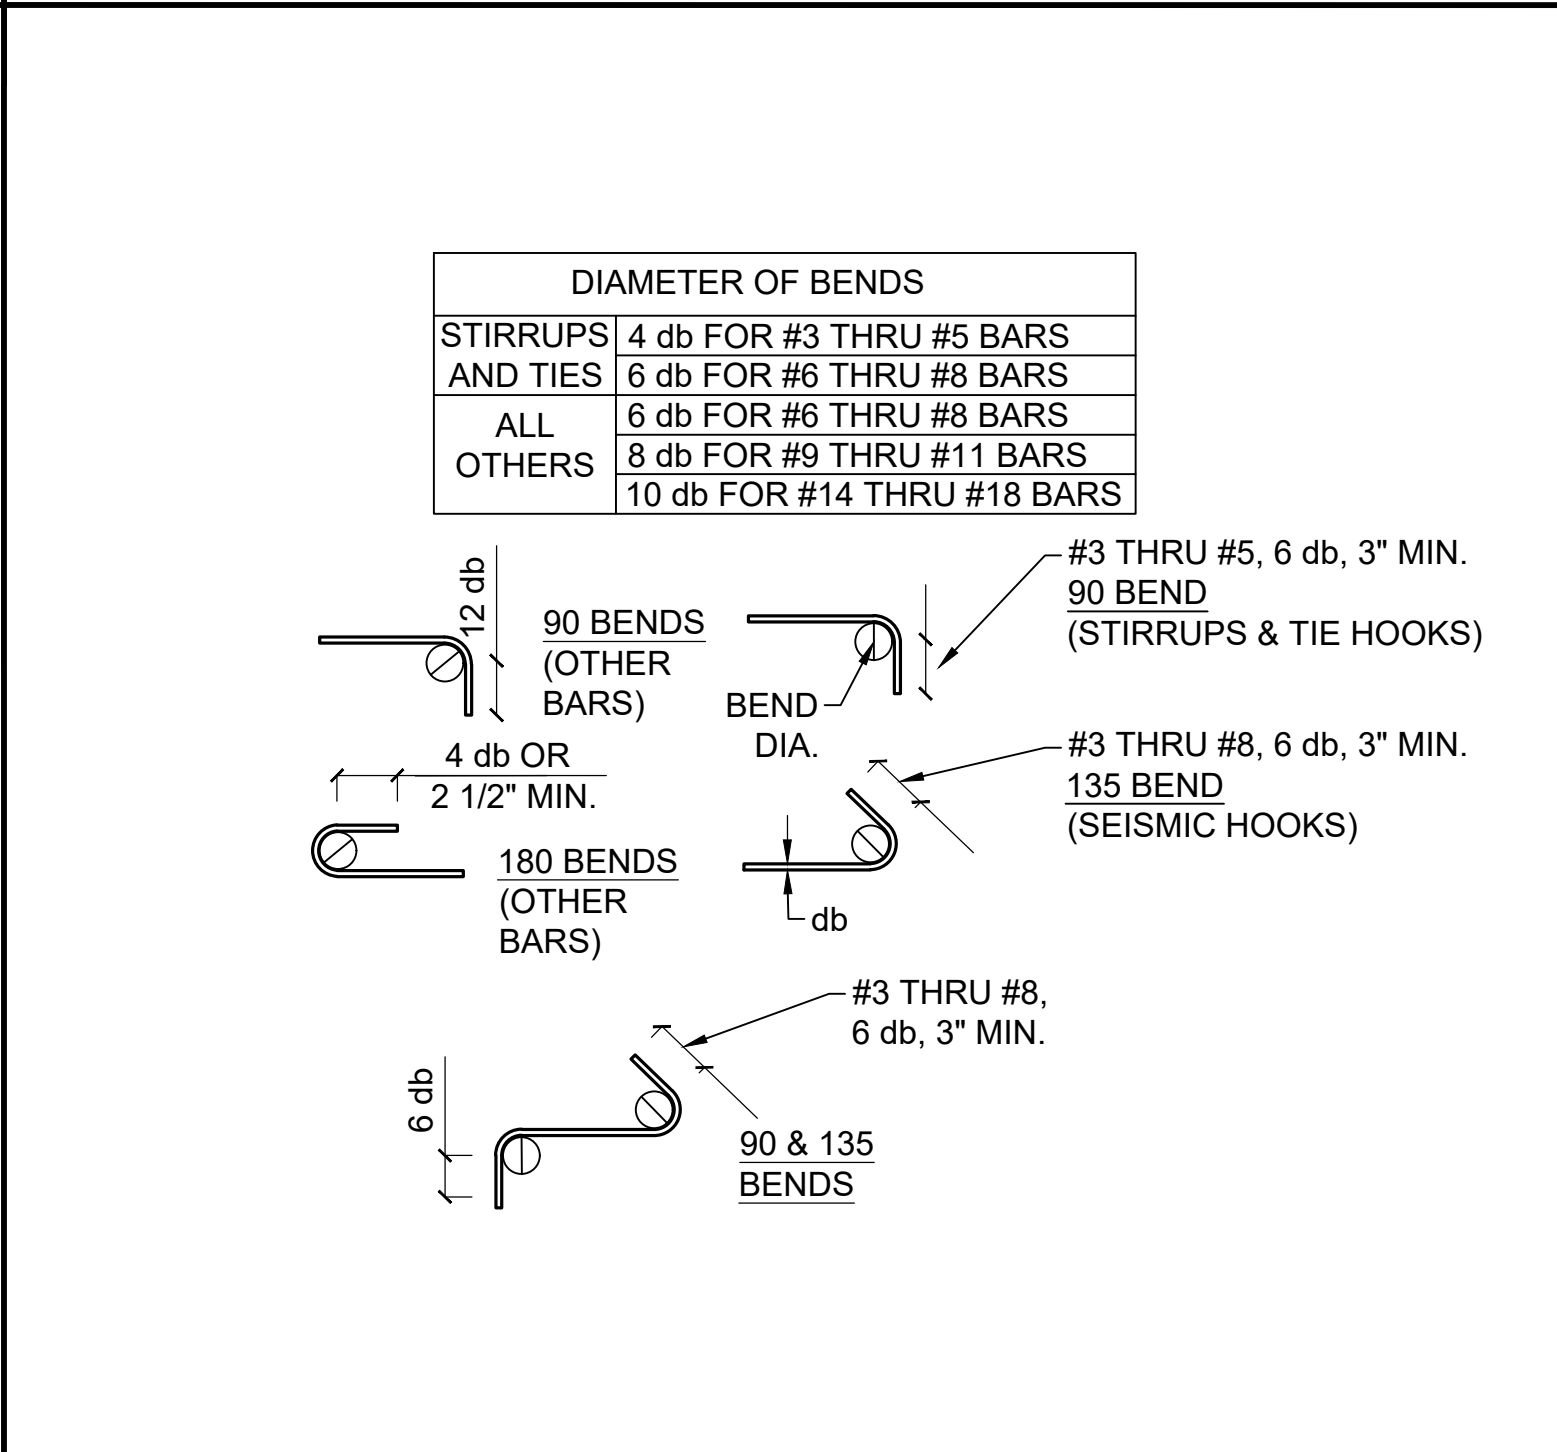 DIAMETER OF BENDS
STIRRUPS
AND TIES
4 db FOR #3 THRU #5 BARS
6 db FOR #6 THRU #8 BARS
ALL
OTHERS
6 db FOR #6 THRU #8 BARS
8 db FOR #9 THRU #11 BARS
10 db FOR #14 THRU #18 BARS
12 db
90 BENDS
(OTHER
BARS)
BEND
DIA.
#3 THRU #5, 6 db, 3" MIN.
90 BEND
(STIRRUPS & TIE HOOKS)
4 db OR
2 1/2" MIN.
180 BENDS
(OTHER
BARS)
db
#3 THRU #8, 6 db, 3" MIN.
135 BEND
(SEISMIC HOOKS)
6 db
#3 THRU #8,
6 db, 3" MIN.
90 & 135
BENDS